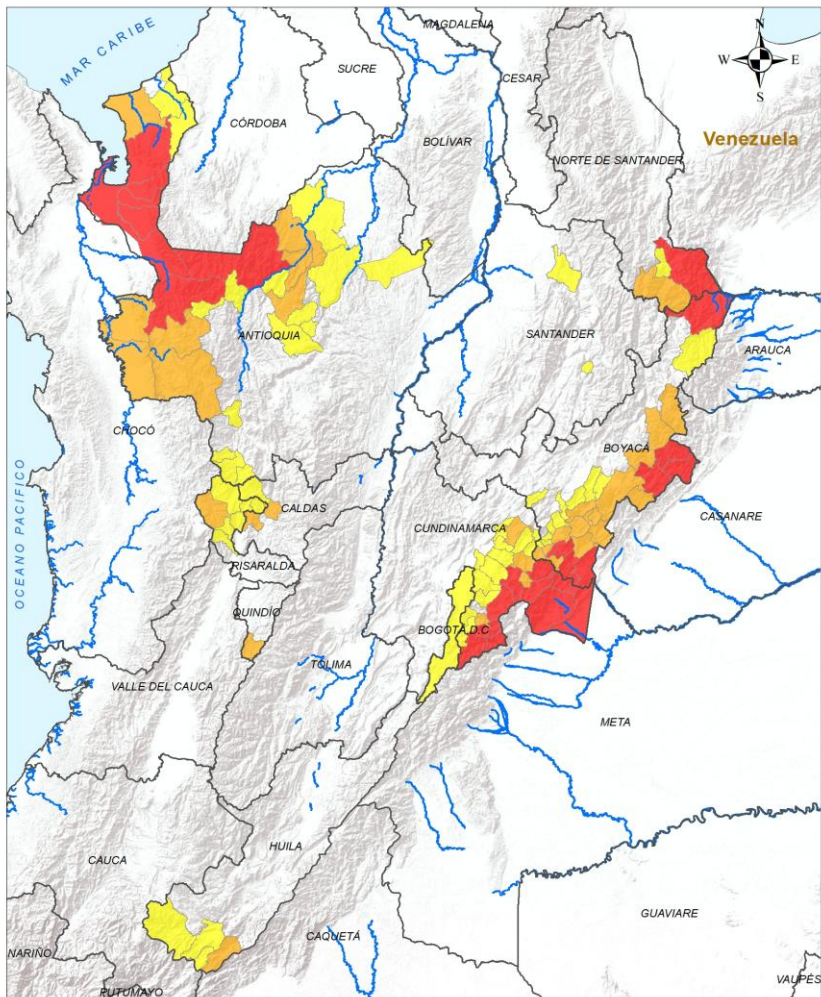 MAGDALENA
N
MAR CARIBE
SUCRE
W
E
CESAR
S
CÓRDOBA
BOLÍVAR
Venezuela
NORTE DE SANTANDER
ANTIOQUIA
SANTANDER
ARAUCA
CHOCÓ
BOYACÁ
OCEANO PACIFICO
CALDAS
CUNDINAMARCA
CASANARE
RISARALDA
QUINDÍO
BOGOTÁ D.C
TOLIMA
VALLE DEL CAUCA
META
HUILA
CAUCA
GUAVIARE
CAQUETÁ
NARIÑO
PUTUMAYO
VAUPÉS